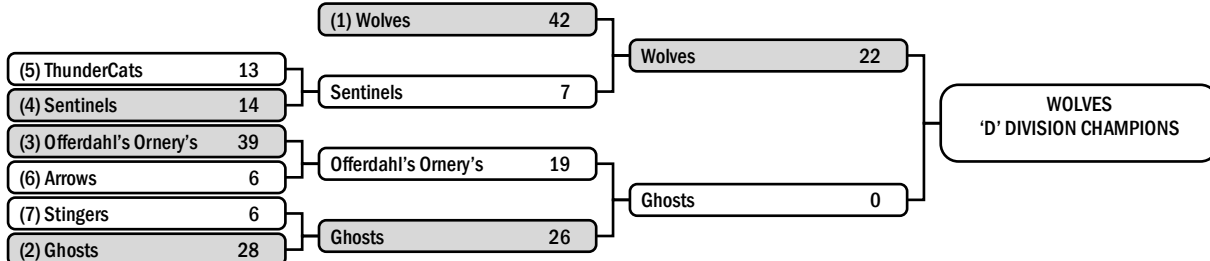 (1) Wolves 42
Wolves 22
(5) ThunderCats 13
Sentinels 7
(4) Sentinels 14
WOLVES
‘D’ DIVISION CHAMPIONS
(3) Offerdahl’s Ornery’s 39
Offerdahl’s Ornery’s 19
(6) Arrows 6
Ghosts 0
(7) Stingers 6
Ghosts 26
(2) Ghosts 28